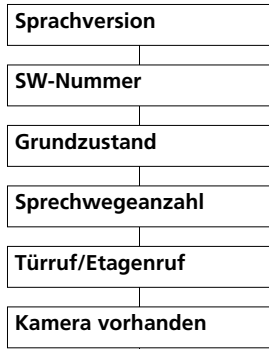 Sprachversion
SW-Nummer
Grundzustand
Sprechwegeanzahl
Türruf/Etagenruf
Kamera vorhanden